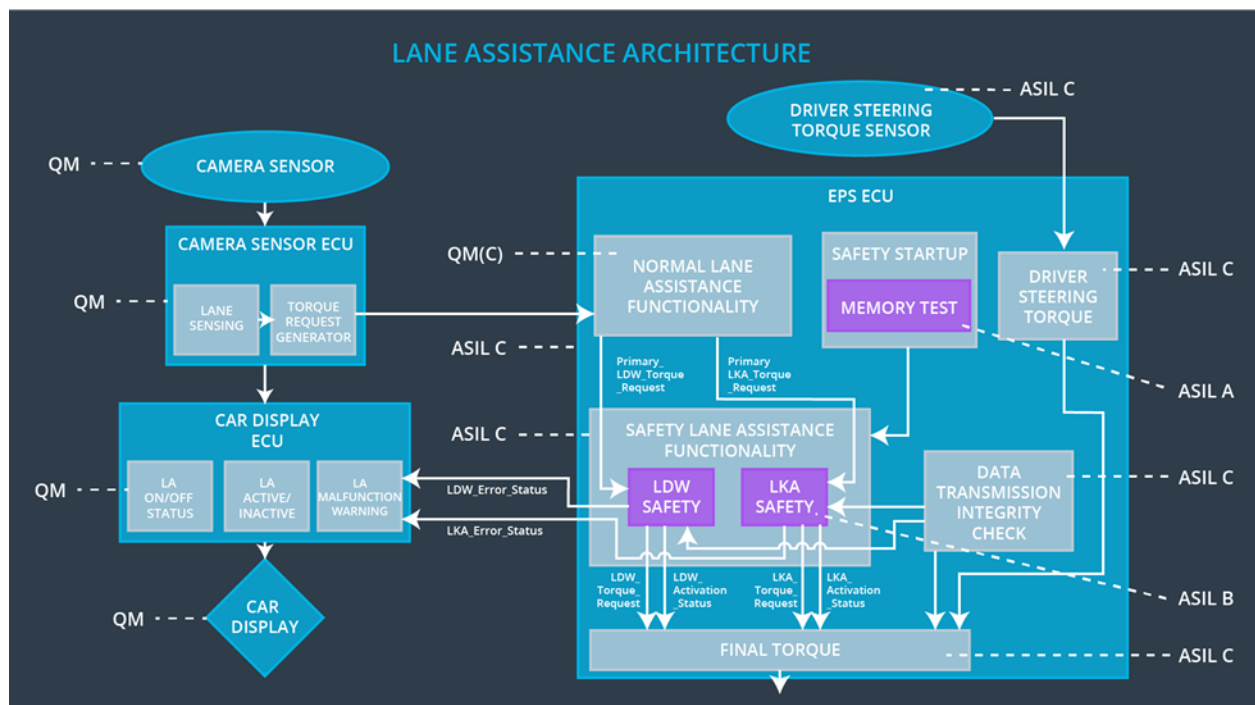 LANE ASSISTANCE ARCHITECTURE
ASIL C
DRIVER STEERING
TORQUE SENSOR
QM
CAMERA SENSOR
EPS ECU
CAMERA SENSOR ECU
QM
LANE
SENSING
TORQUE
REQUEST
GENERATOR
QM(C)
NORMAL LANE
ASSISTANCE
FUNCTIONALITY
SAFETY STARTUP
MEMORY TEST
DRIVER
STEERING
TORQUE
ASIL C
ASIL C
Primary_
LDW_Torque
_Request
Primary
LKA_Torque
_Request
ASIL A
CAR DISPLAY
ECU
ASIL C
SAFETY LANE ASSISTANCE
FUNCTIONALITY
QM
LA
ON/OFF
STATUS
LA
ACTIVE/
INACTIVE
LA
MALFUNCTION
WARNING
LDW_Error_Status
LKA_Error_Status
LDW
SAFETY
LKA
SAFETY
DATA
TRANSMISSION
INTEGRITY
CHECK
ASIL C
LDW_
Torque_
Request
LDW_
Activation
_Status
LKA_
Torque_
Request
LKA_
Activation
_Status
ASIL B
QM
CAR
DISPLAY
FINAL TORQUE
ASIL C